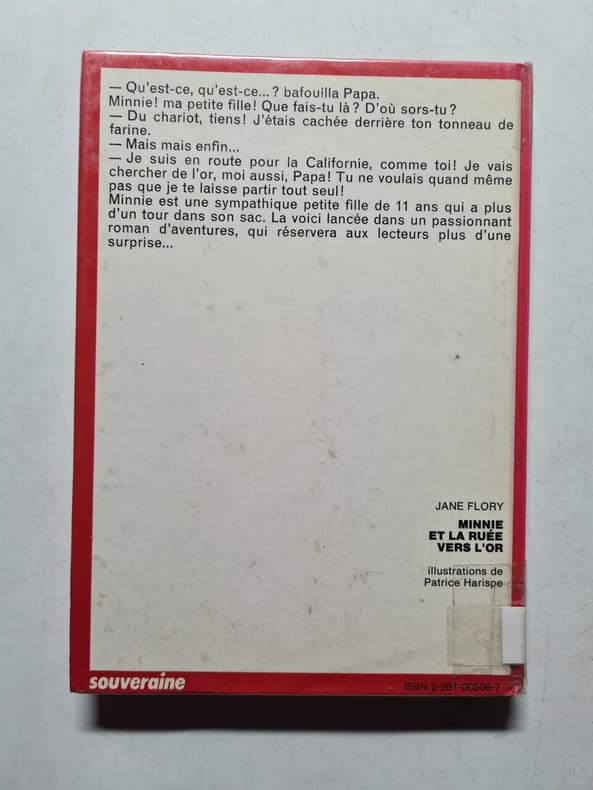 — Qu'est-ce, qu'est-ce...? bafouilla Papa.
Minnie! ma petite fille! Que fais-tu là? D'où sors-tu?
— Du chariot, tiens! J'étais cachée derrière ton tonneau de
farine.
— Mais mais enfin...
— Je suis en route pour la Californie, comme toi! Je vais
chercher de l'or, moi aussi, Papa! Tu ne voulais quand même
pas que je te laisse partir tout seul!
Minnie est une sympathique petite fille de 11 ans qui a plus
d'un tour dans son sac. La voici lancée dans un passionnant
roman d'aventures, qui réservera aux lecteurs plus d'une
surprise...
JANE FLORY
MINNIE
ET LA RUÉE
VERS L'OR
illustrations de
Patrice Harispe
souveraine
ISBN 2-261-00506-7